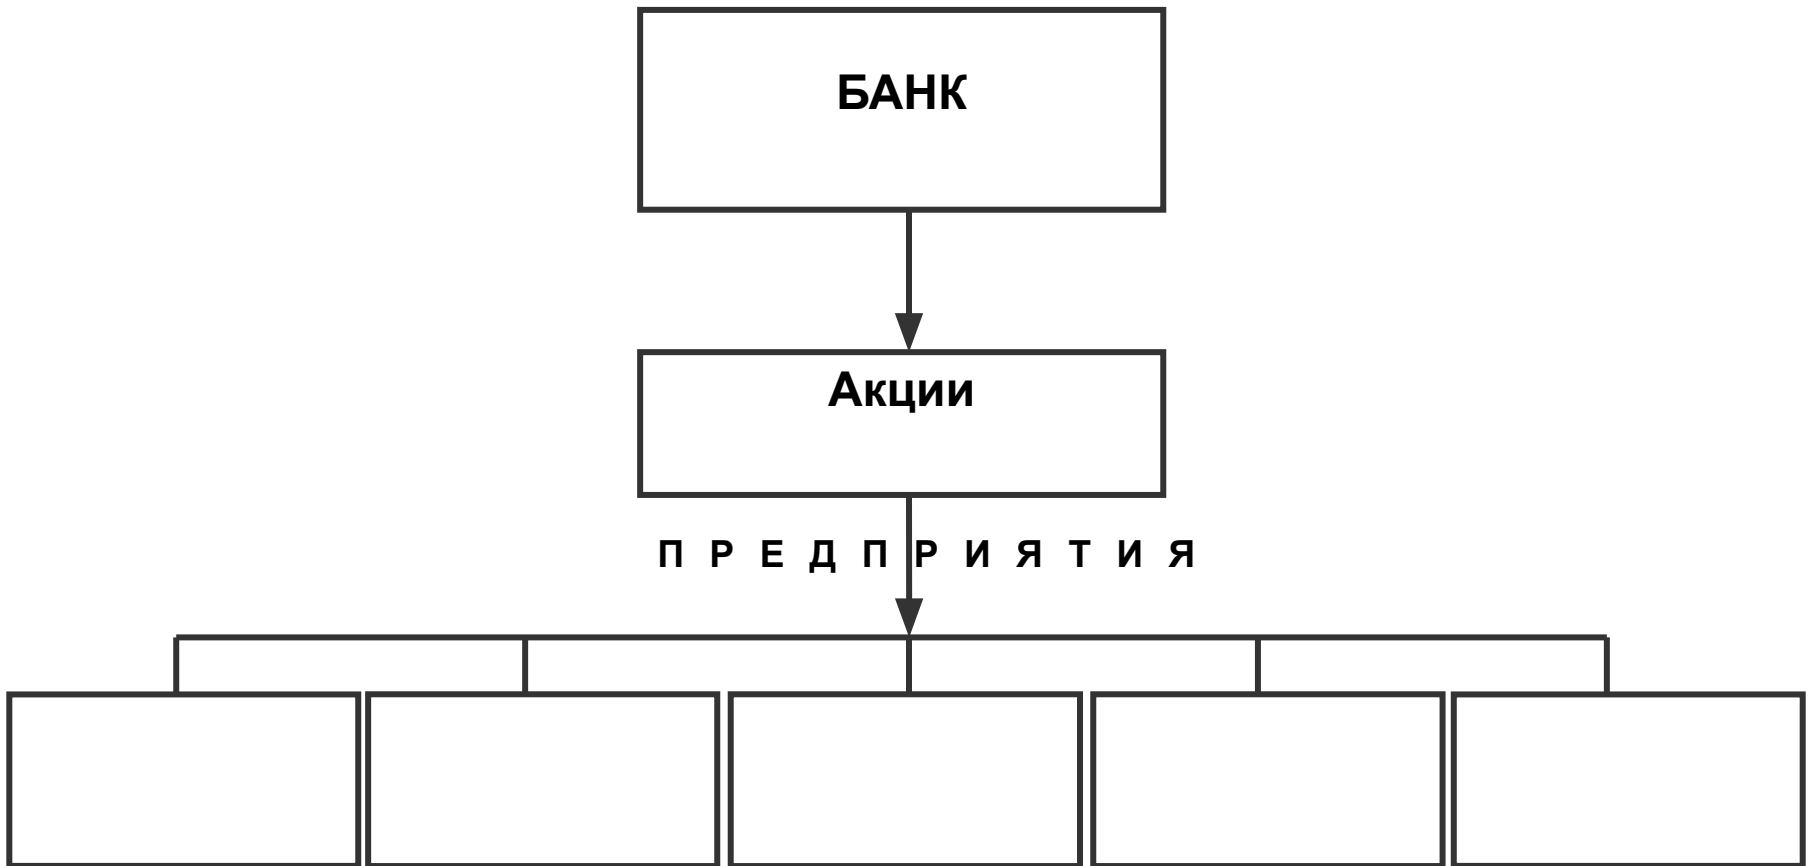 БАНК
Акции
П Р Е Д П Р И Я Т И Я